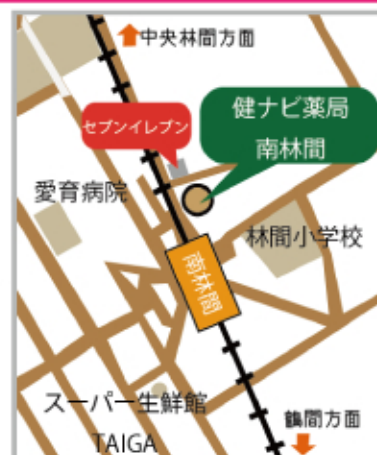 中央林間方面
セブンイレブン
健ナビ薬局
南林間
愛育病院
林間小学校
南林間
スーパー生鮮館
TAIGA
鶴間方面